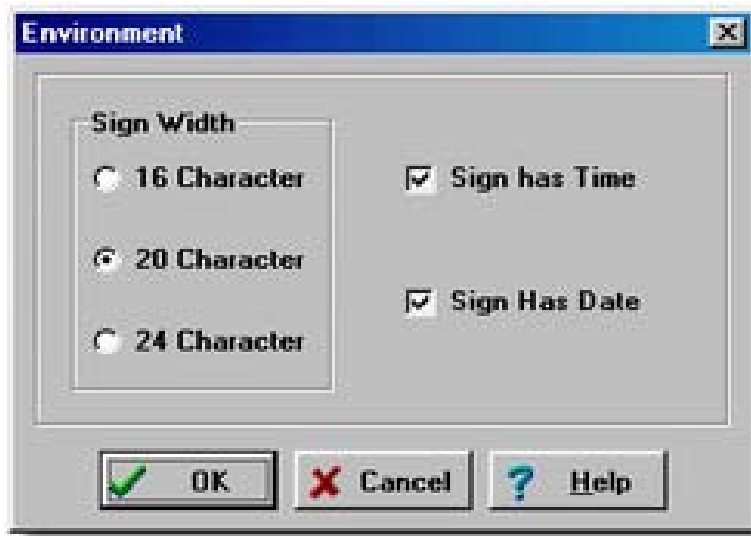 Environment
Sign Width
16 Character
20 Character
24 Character
Sign has Time
Sign Has Date
OK
Cancel
Help